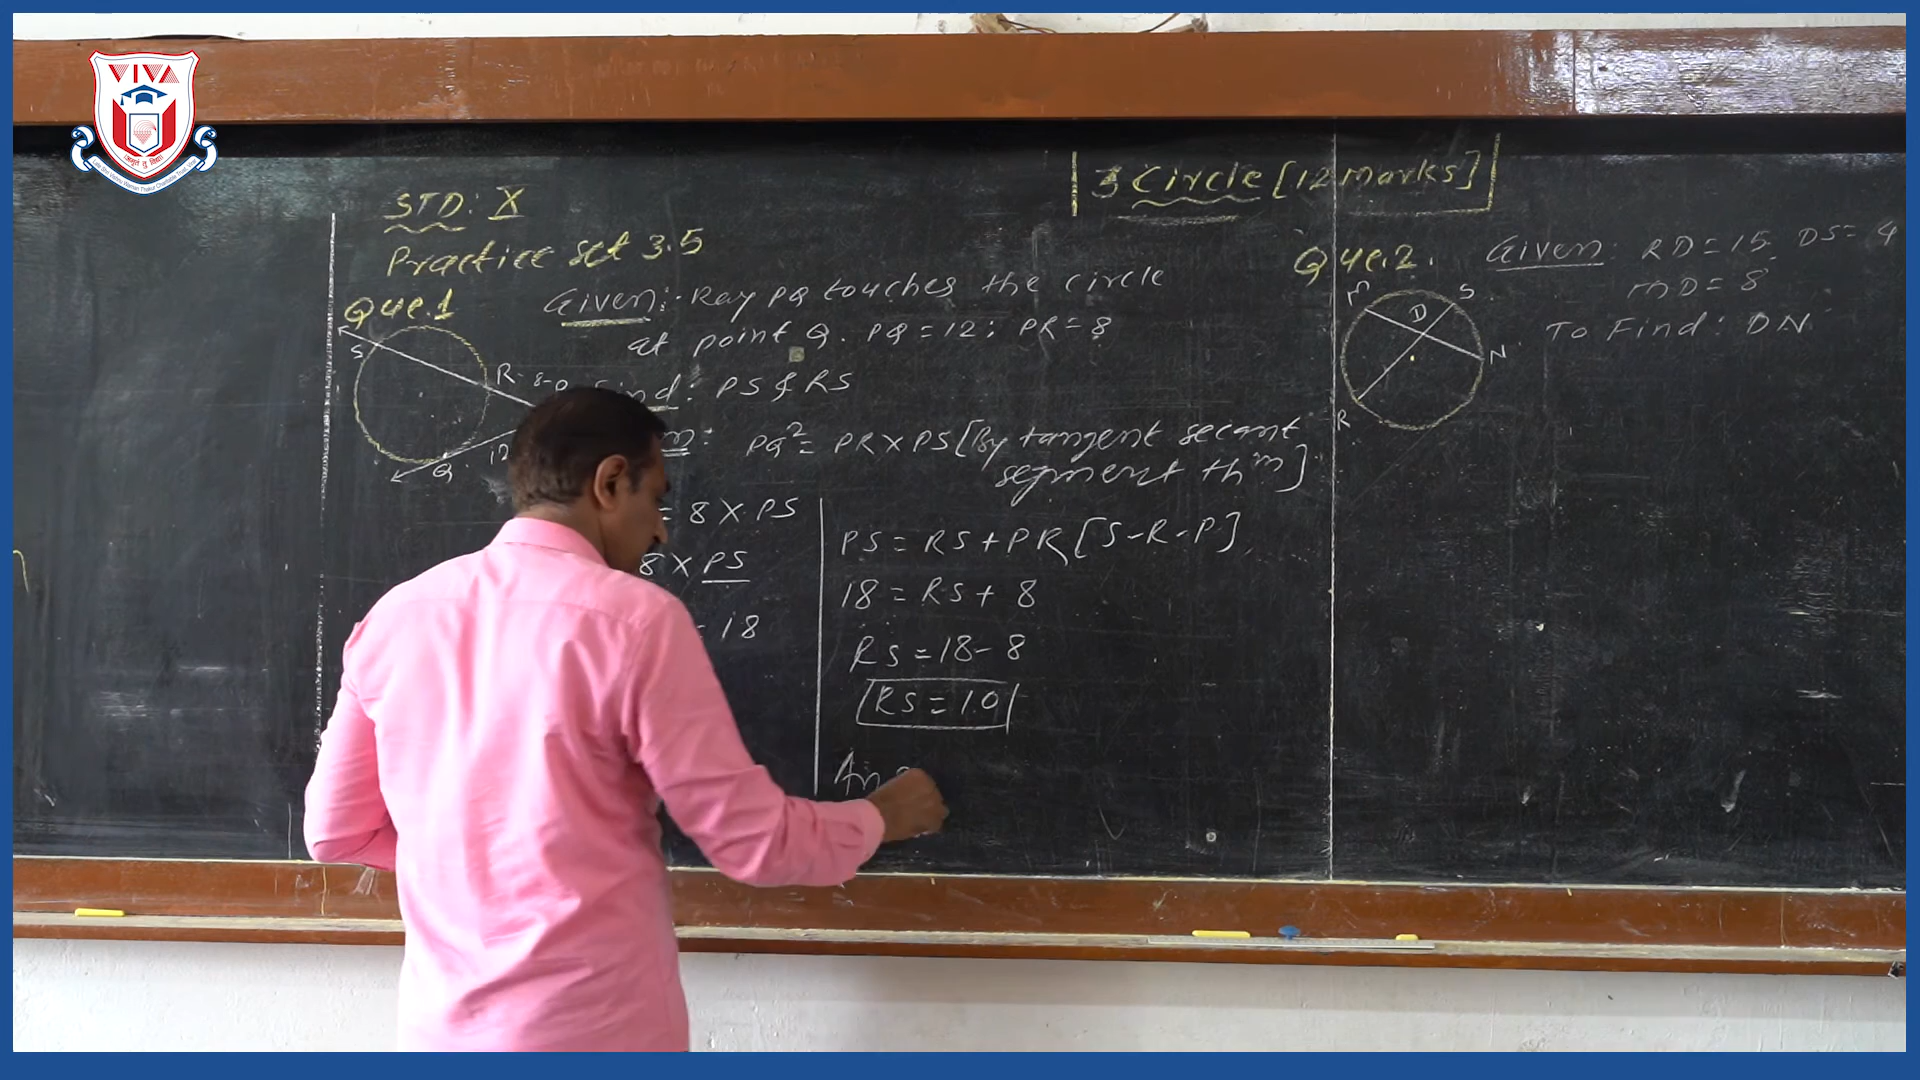 VIVA
STD: X
3 Circle [12 Marks]
Practice set 3.5
Que.1
Given:- Ray PQ touches the circle
at point Q. PQ = 12; PR = 8
Find: PS & RS
S
R
8
Q
12
PQ² = PR × PS [By tangent secant
segment thᵐ]
= 8 × PS
8 × PS
= 18
PS = RS + PR [S-R-P]
18 = RS + 8
RS = 18 - 8
RS = 10
Que.2.
Given: RD = 15. DS = 4
MD = 8
To Find: DN
M
S
D
N
R